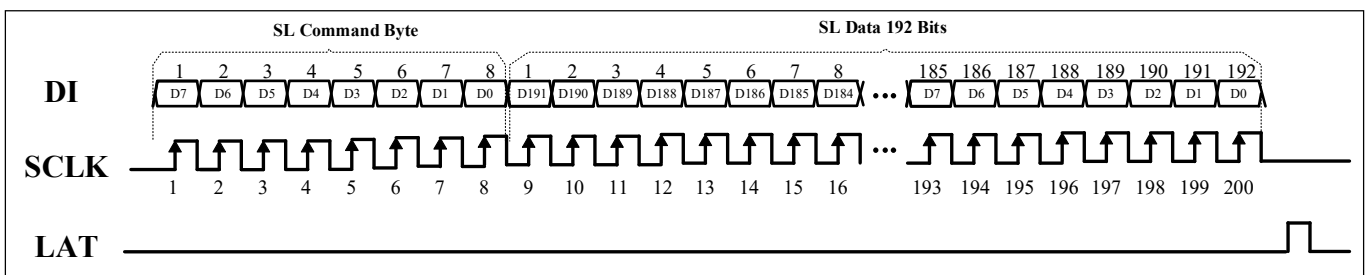 SL Command Byte SL Data 192 Bits
1 2 3 4 5 6 7 8 1 2 3 4 5 6 7 8 185 186 187 188 189 190 191 192
DI D7 D6 D5 D4 D3 D2 D1 D0 D191 D190 D189 D188 D187 D186 D185 D184 ... D7 D6 D5 D4 D3 D2 D1 D0
SCLK ...
1 2 3 4 5 6 7 8 9 10 11 12 13 14 15 16 193 194 195 196 197 198 199 200
LAT